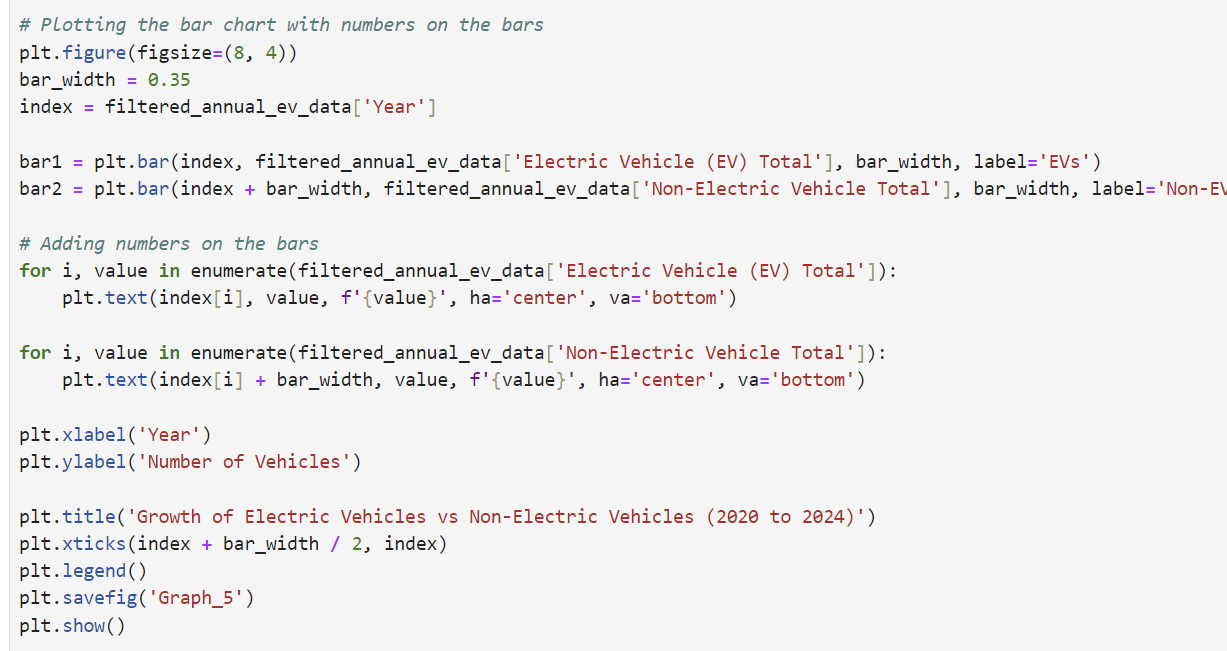 # Plotting the bar chart with numbers on the bars
plt.figure(figsize=(8, 4))
bar_width = 0.35
index = filtered_annual_ev_data['Year']
bar1 = plt.bar(index, filtered_annual_ev_data['Electric Vehicle (EV) Total'], bar_width, label='EVs')
bar2 = plt.bar(index + bar_width, filtered_annual_ev_data['Non-Electric Vehicle Total'], bar_width, label='Non-EV
# Adding numbers on the bars
for i, value in enumerate(filtered_annual_ev_data['Electric Vehicle (EV) Total']):
    plt.text(index[i], value, f'{value}', ha='center', va='bottom')
for i, value in enumerate(filtered_annual_ev_data['Non-Electric Vehicle Total']):
    plt.text(index[i] + bar_width, value, f'{value}', ha='center', va='bottom')
plt.xlabel('Year')
plt.ylabel('Number of Vehicles')
plt.title('Growth of Electric Vehicles vs Non-Electric Vehicles (2020 to 2024)')
plt.xticks(index + bar_width / 2, index)
plt.legend()
plt.savefig('Graph_5')
plt.show()